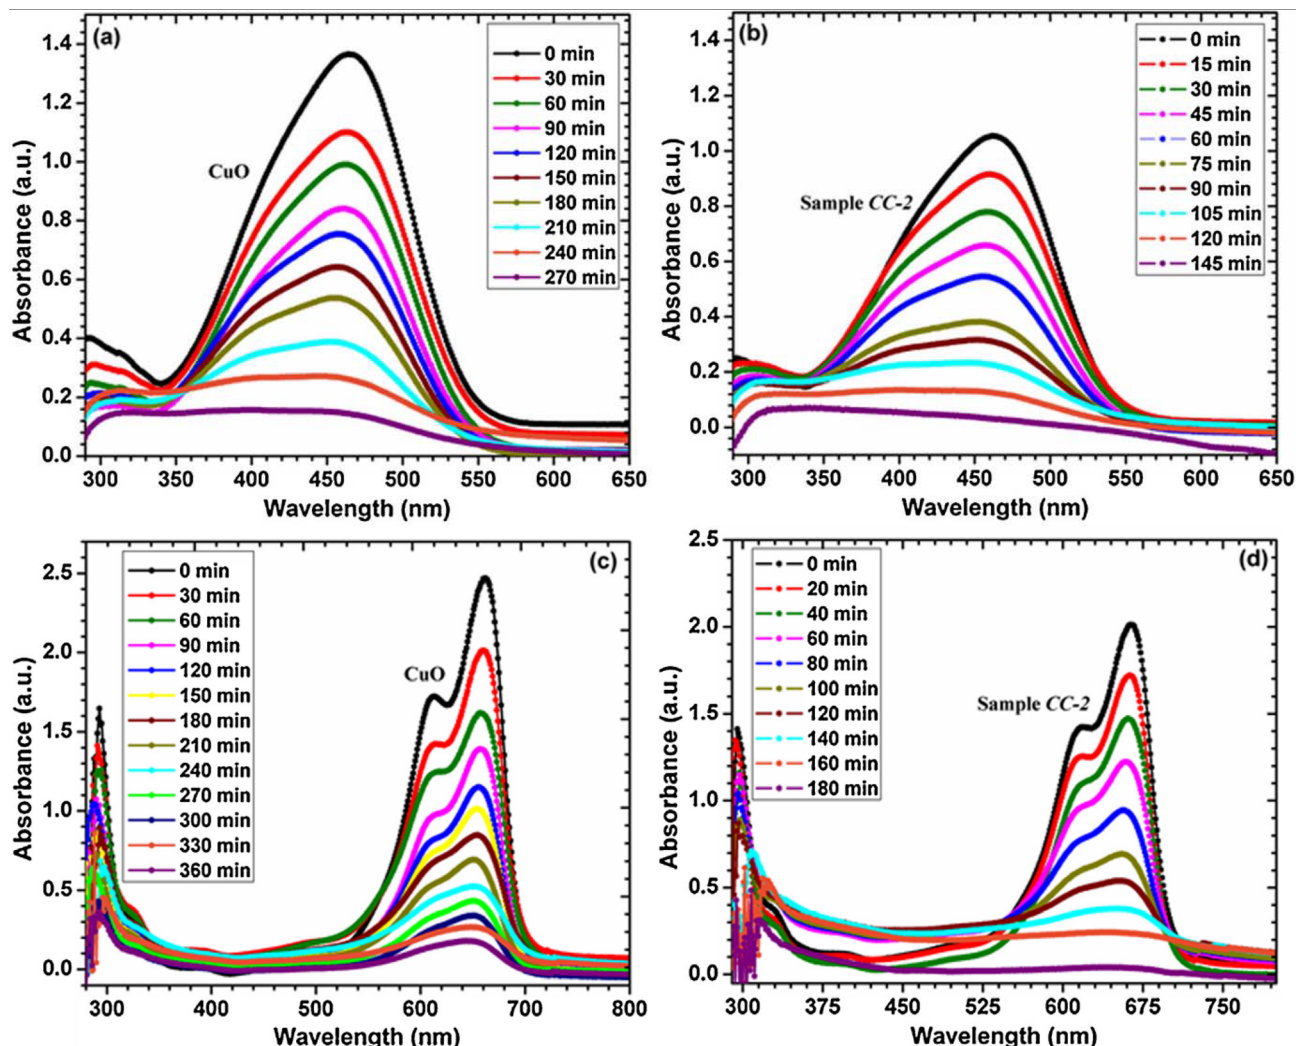 (a)
CuO
0 min
30 min
60 min
90 min
120 min
150 min
180 min
210 min
240 min
270 min
1.4
1.2
1.0
0.8
0.6
0.4
0.2
0.0
Absorbance (a.u.)
300 350 400 450 500 550 600 650
Wavelength (nm)
(b)
Sample CC-2
0 min
15 min
30 min
45 min
60 min
75 min
90 min
105 min
120 min
145 min
1.4
1.2
1.0
0.8
0.6
0.4
0.2
0.0
Absorbance (a.u.)
300 350 400 450 500 550 600 650
Wavelength (nm)
(c)
CuO
0 min
30 min
60 min
90 min
120 min
150 min
180 min
210 min
240 min
270 min
300 min
330 min
360 min
2.5
2.0
1.5
1.0
0.5
0.0
Absorbance (a.u.)
300 400 500 600 700 800
Wavelength (nm)
(d)
Sample CC-2
0 min
20 min
40 min
60 min
80 min
100 min
120 min
140 min
160 min
180 min
2.5
2.0
1.5
1.0
0.5
0.0
Absorbance (a.u.)
300 375 450 525 600 675 750
Wavelength (nm)